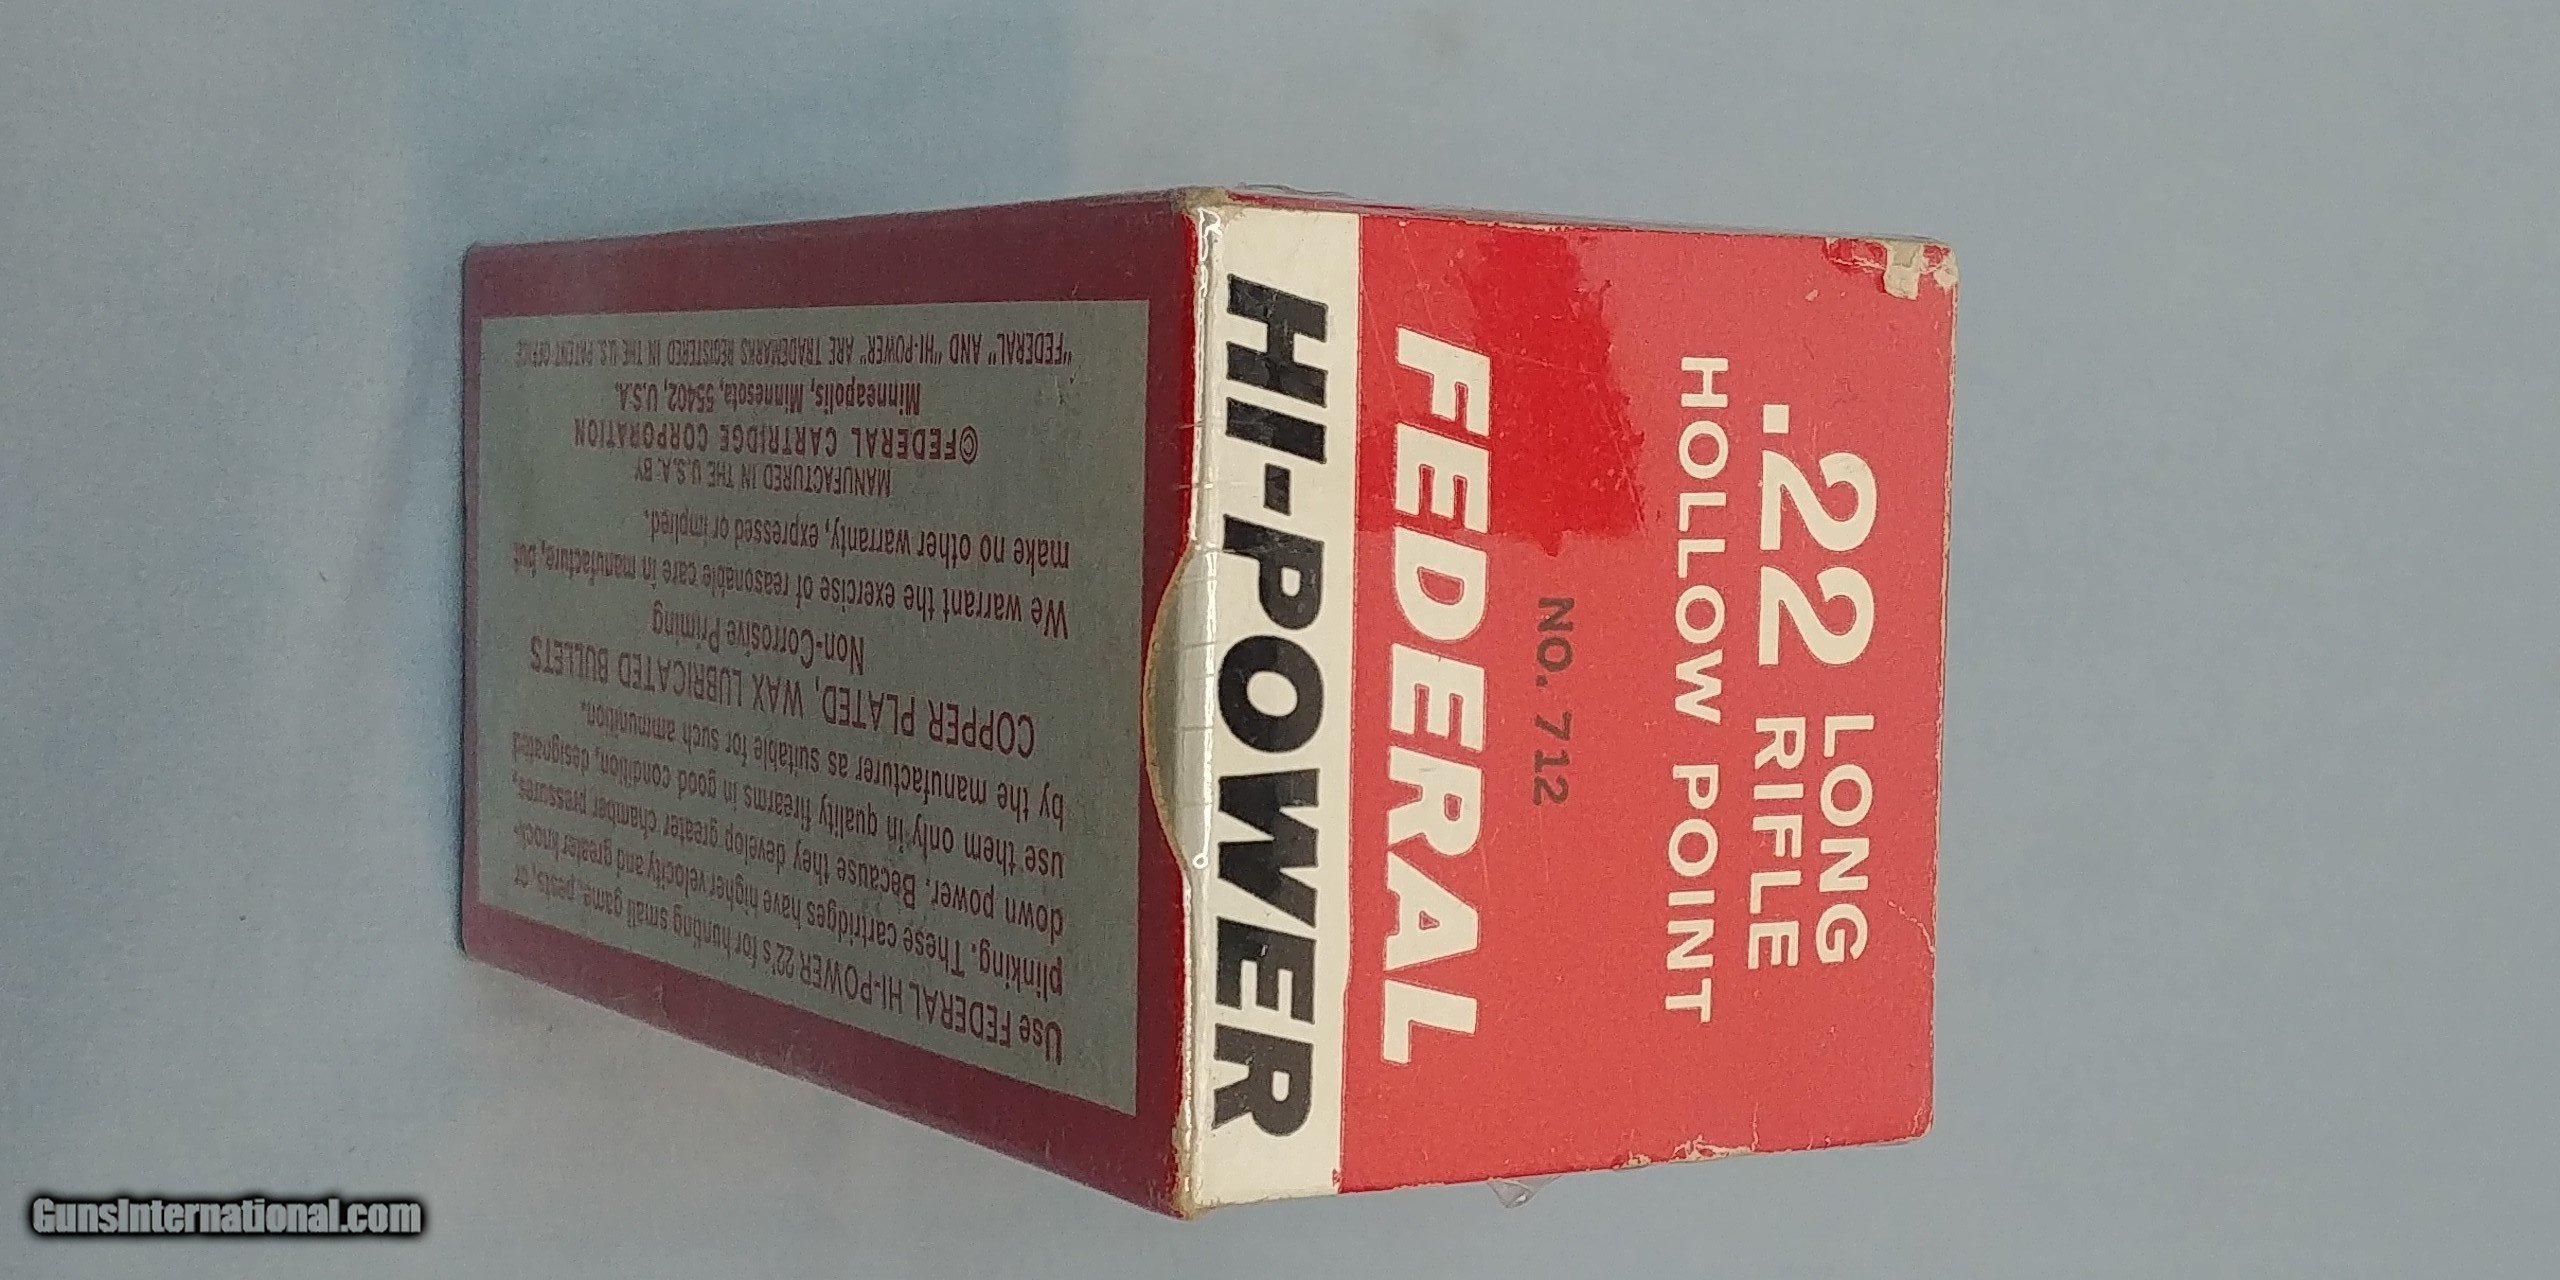 HI-POWER
FEDERAL
NO. 712
HOLLOW POINT
.22 LONG
RIFLE
Use FEDERAL HI-POWER 22's for hunting small game, pests, or
plinking. These cartridges have higher velocity and greater knock-
down power. Because they develop greater chamber pressures,
use them only in quality firearms in good condition, designated
by the manufacturer as suitable for such ammunition.
COPPER PLATED, WAX LUBRICATED BULLETS
Non-Corrosive Priming
We warrant the exercise of reasonable care in manufacture, but
make no other warranty, expressed or implied.
MANUFACTURED IN THE U.S.A. BY
©FEDERAL CARTRIDGE CORPORATION
Minneapolis, Minnesota, 55402, U.S.A.
"FEDERAL" AND "HI-POWER" ARE TRADEMARKS REGISTERED IN THE U.S. PATENT OFFICE
GunsInternational.com